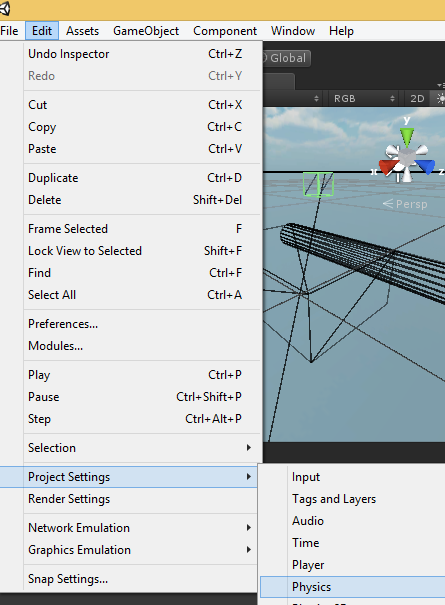 File Edit Assets GameObject Component Window Help
Undo Inspector Ctrl+Z
Global
Redo Ctrl+Y
Cut Ctrl+X
RGB 2D
Copy Ctrl+C
y
Paste Ctrl+V
x z
Duplicate Ctrl+D
Delete Shift+Del
Persp
Frame Selected F
Lock View to Selected Shift+F
Find Ctrl+F
Select All Ctrl+A
Preferences...
Modules...
Play Ctrl+P
Pause Ctrl+Shift+P
Step Ctrl+Alt+P
Selection
Project Settings
Input
Render Settings
Tags and Layers
Network Emulation
Audio
Graphics Emulation
Time
Player
Snap Settings...
Physics